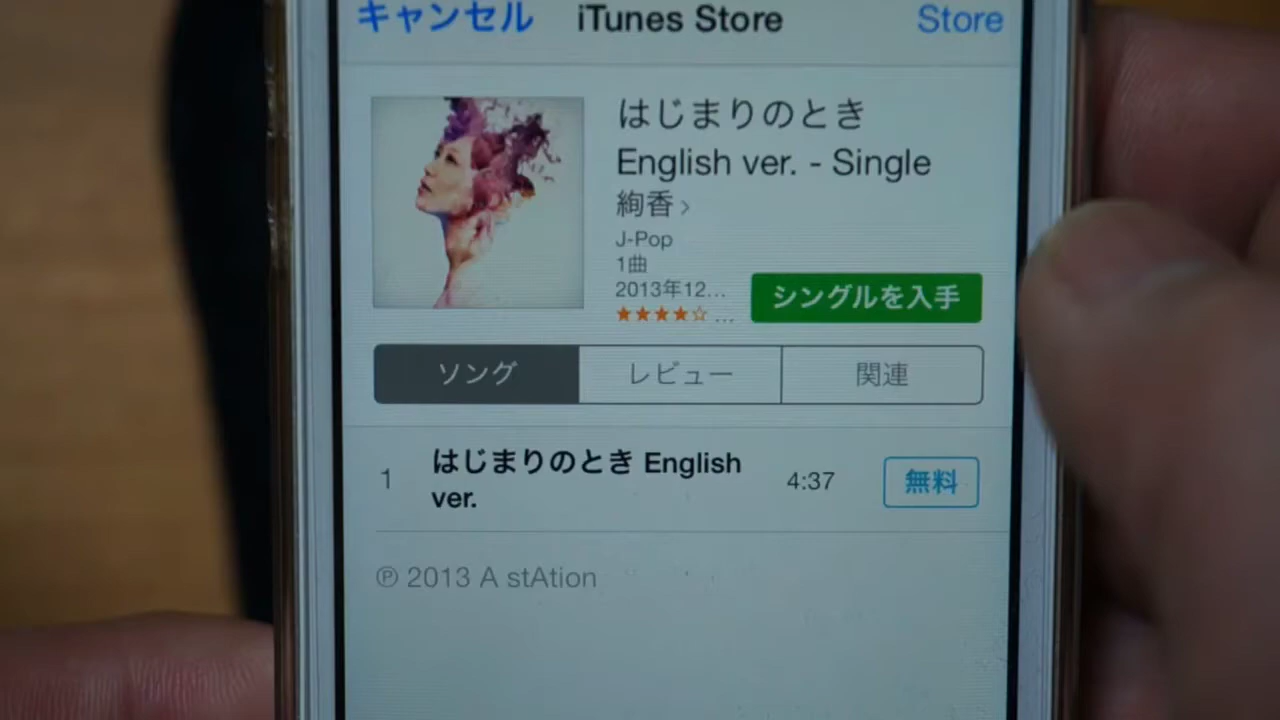 キャンセル iTunes Store Store
はじまりのとき
English ver. - Single
絢香 >
J-Pop
1曲
2013年12...
★★★★☆ ...
シングルを入手
ソング レビュー 関連
1 はじまりのとき English ver. 4:37 無料
℗ 2013 A stAtion